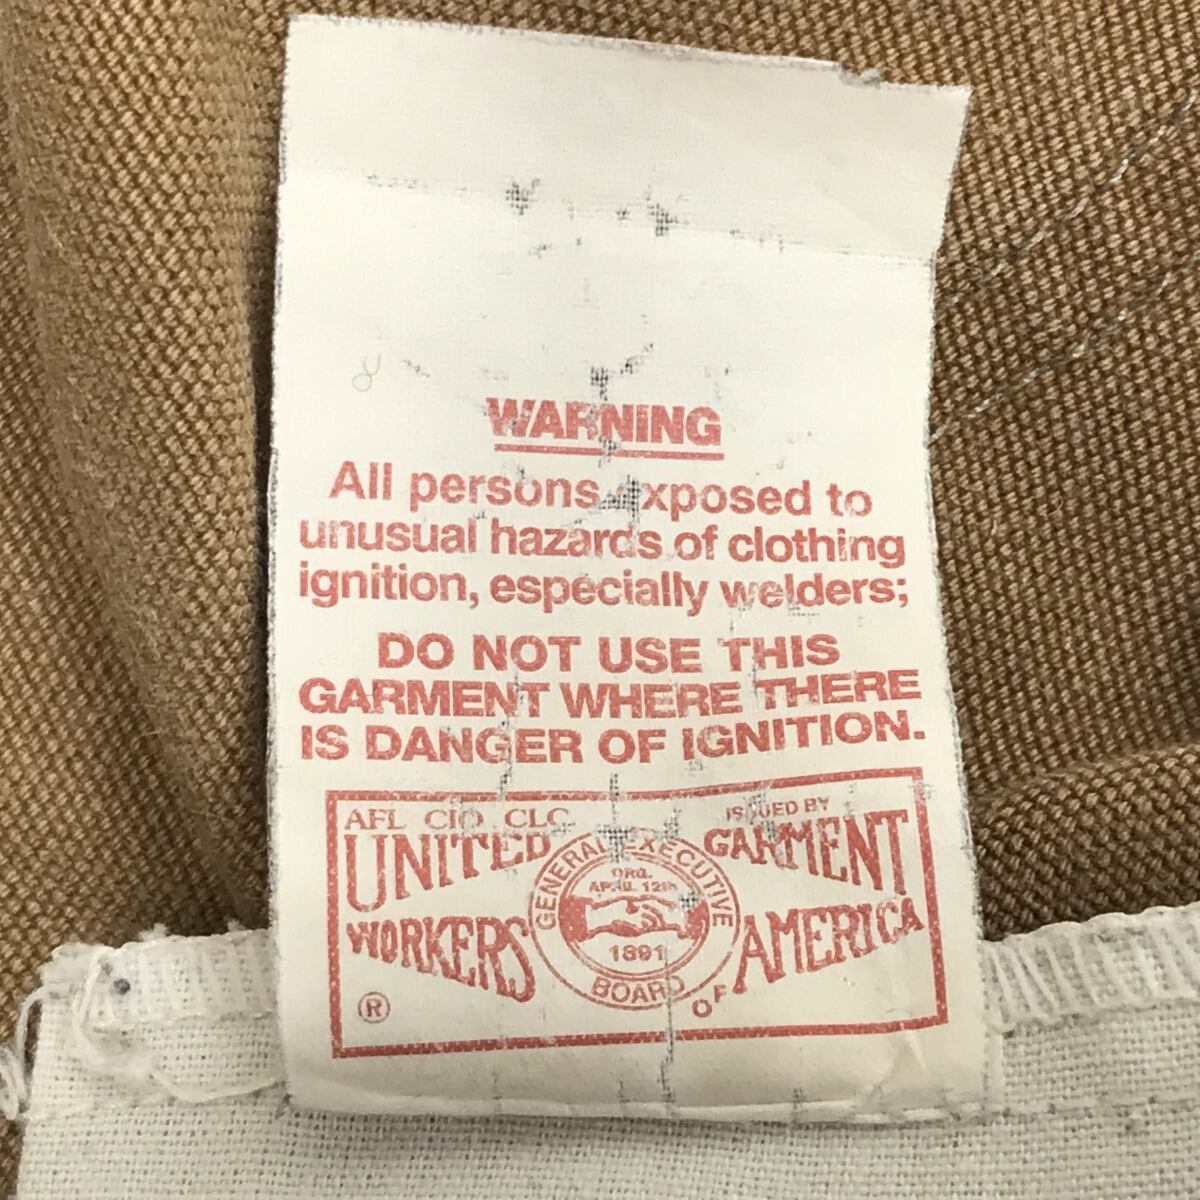 WARNING
All persons exposed to
unusual hazards of clothing
ignition, especially welders;
DO NOT USE THIS
GARMENT WHERE THERE
IS DANGER OF IGNITION.
AFL CIO CLC
ISSUED BY
UNITED
GARMENT
WORKERS
OF
AMERICA
GENERAL EXECUTIVE
ORG.
APRIL 12th
1891
BOARD
®